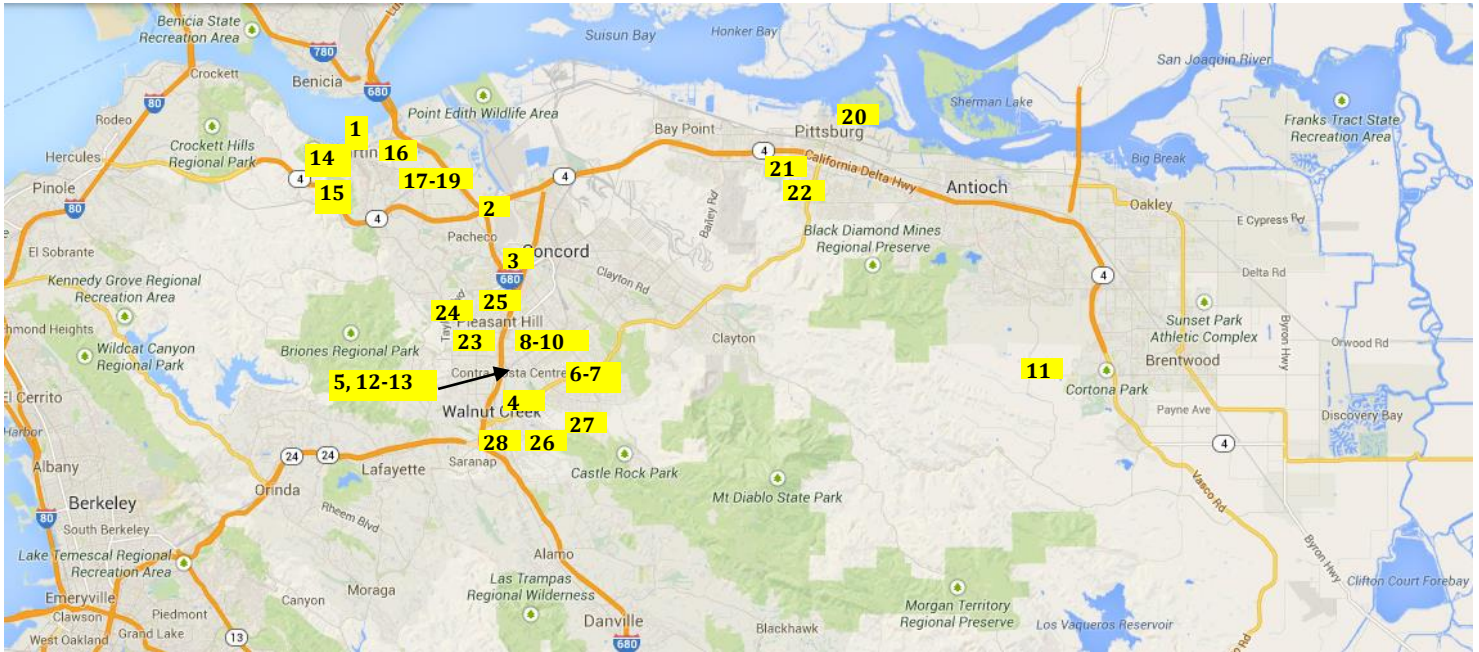 Benicia State
Recreation Area
Suisun Bay
Honker Bay
780
Benicia
San Joaquin River
Crockett
680
80
Point Edith Wildlife Area
Sherman Lake
Rodeo
1
20
Pittsburg
Franks Tract State
Recreation Area
Crockett Hills
Regional Park
Bay Point
Hercules
14
16
4
California Delta Hwy
Big Break
4
21
4
17-19
Pinole
15
22
Antioch
80
2
4
Oakley
E Cypress Rd
Pacheco
Bailey Rd
Black Diamond Mines
Regional Preserve
El Sobrante
3
Concord
Clayton Rd
Kennedy Grove Regional
Recreation Area
680
4
Delta Rd
25
24
Pleasant Hill
Sunset Park
Athletic Complex
Byron Hwy
Richmond Heights
Wildcat Canyon
Regional Park
Briones Regional Park
23
8-10
Clayton
Orwood Rd
Brentwood
5, 12-13
Contra Costa Centre
6-7
11
Cortona Park
El Cerrito
4
Walnut Creek
Payne Ave
Discovery Bay
27
Harbor
28
26
4
24
24
Lafayette
Saranap
Castle Rock Park
Albany
Orinda
Mt Diablo State Park
Vasco Rd
Berkeley
80
Rheem Blvd
South Berkeley
Lake Temescal Regional
Recreation Area
Alamo
Byron Hwy
Las Trampas
Regional Wilderness
Moraga
Clifton Court Forebay
Emeryville
Canyon
Morgan Territory
Regional Preserve
Clawson
Piedmont
Danville
Blackhawk
Los Vaqueros Reservoir
West Oakland
Grand Lake
13
680